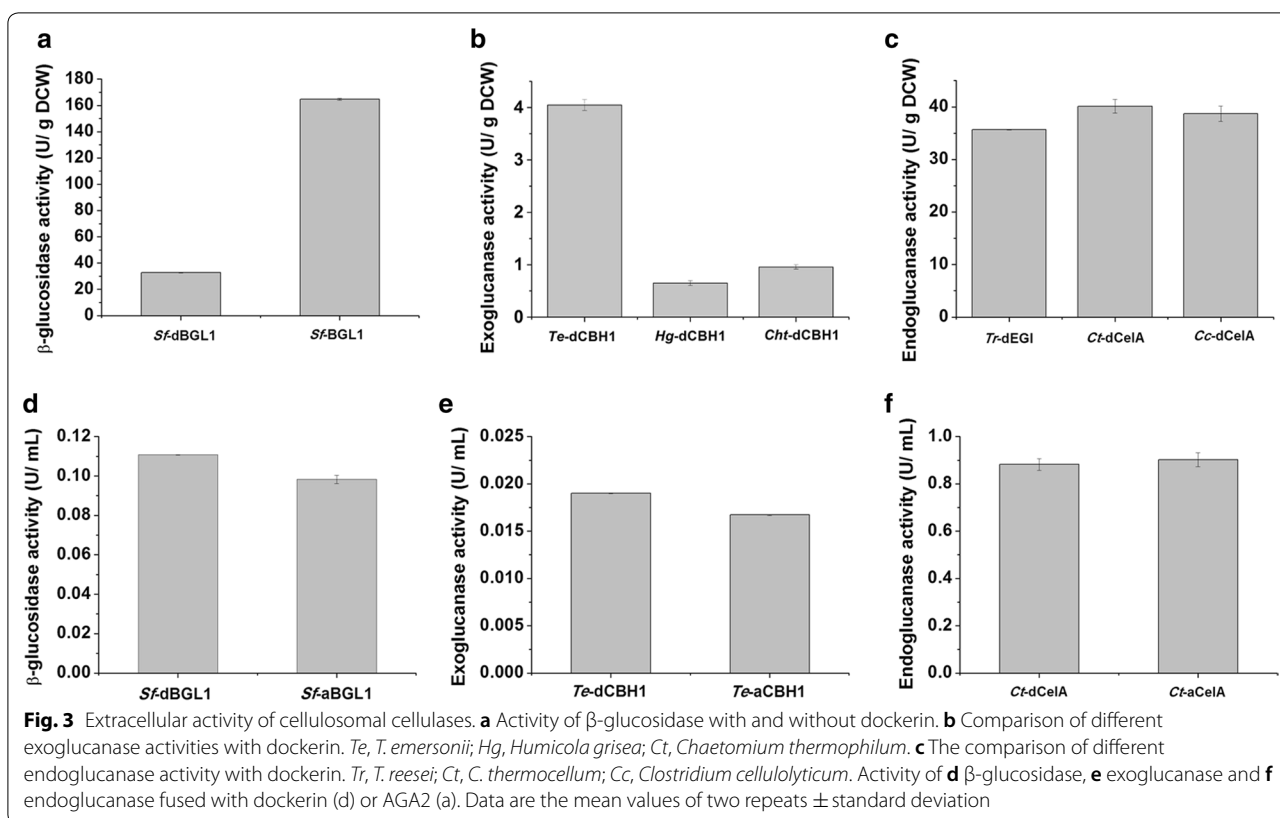 a
β-glucosidase activity (U/ g DCW)
180
160
140
120
100
80
60
40
20
0
Sf-dBGL1
Sf-BGL1
b
Exoglucanase activity (U/ g DCW)
4
3
2
1
0
Te-dCBH1
Hg-dCBH1
Cht-dCBH1
c
Endoglucanase activity (U/ g DCW)
40
30
20
10
0
Tr-dEGI
Ct-dCelA
Cc-dCelA
d
β-glucosidase activity (U/ mL)
0.12
0.10
0.08
0.06
0.04
0.02
0.00
Sf-dBGL1
Sf-aBGL1
e
Exoglucanase activity (U/ mL)
0.025
0.020
0.015
0.010
0.005
0.000
Te-dCBH1
Te-aCBH1
f
Endoglucanase activity (U/ mL)
1.0
0.8
0.6
0.4
0.2
0.0
Ct-dCelA
Ct-aCelA
Fig. 3 Extracellular activity of cellulosomal cellulases. a Activity of β-glucosidase with and without dockerin. b Comparison of different
exoglucanase activities with dockerin. Te, T. emersonii; Hg, Humicola grisea; Ct, Chaetomium thermophilum. c The comparison of different
endoglucanase activity with dockerin. Tr, T. reesei; Ct, C. thermocellum; Cc, Clostridium cellulolyticum. Activity of d β-glucosidase, e exoglucanase and f
endoglucanase fused with dockerin (d) or AGA2 (a). Data are the mean values of two repeats ± standard deviation